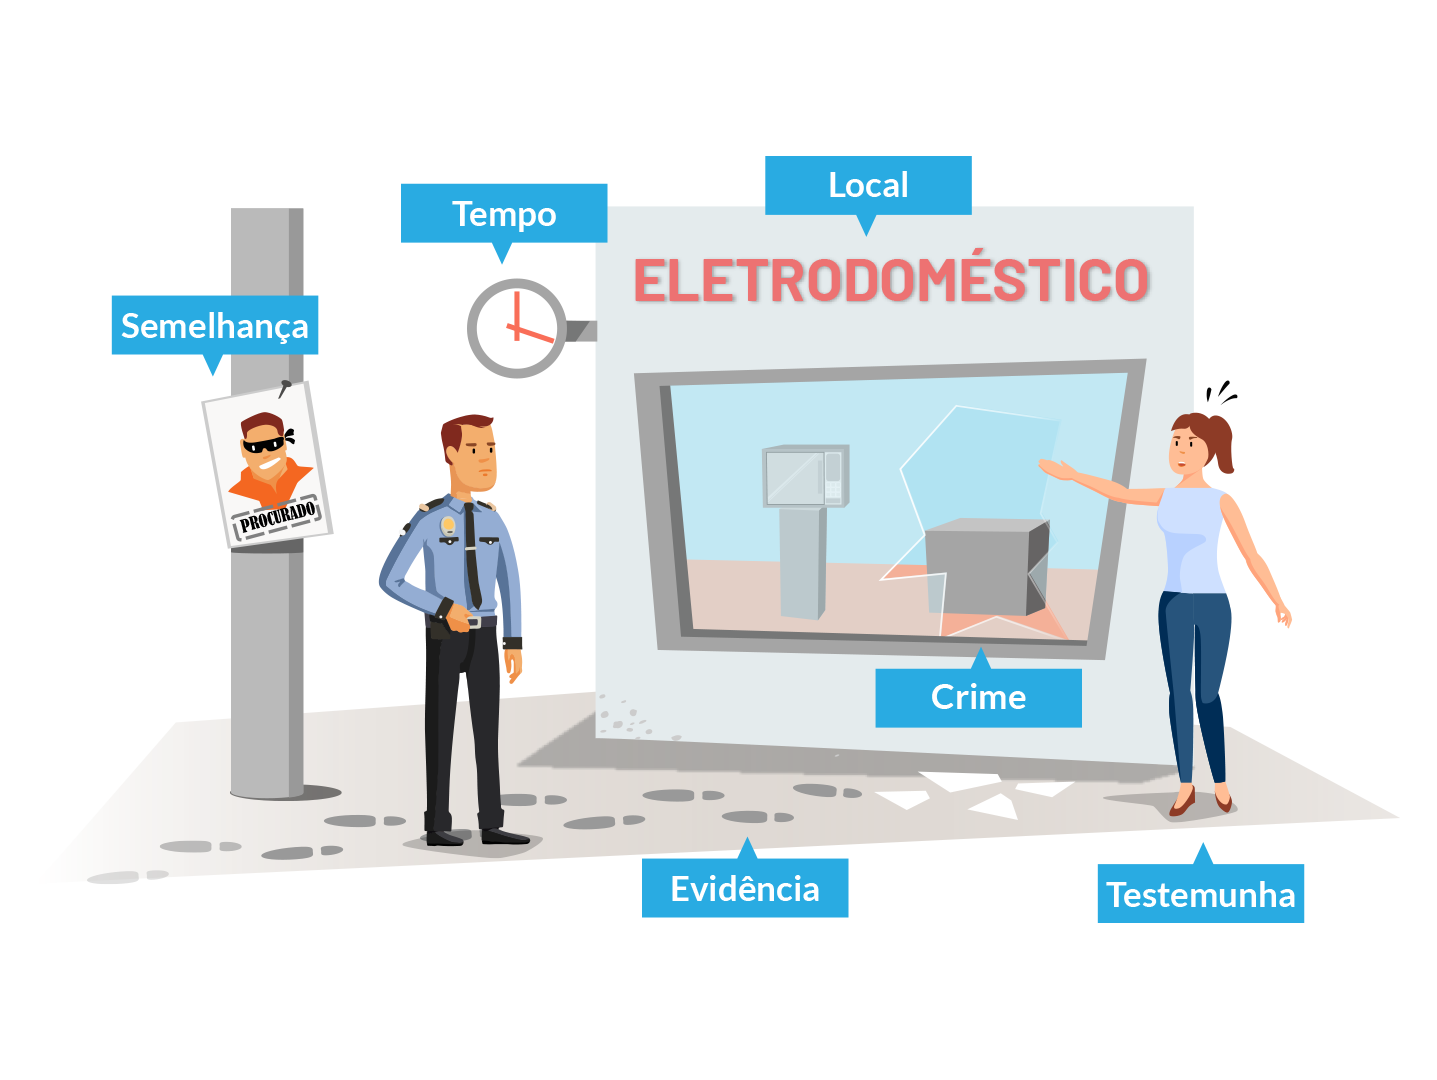 Local
Tempo
ELETRODOMÉSTICO
Semelhança
PROCURADO
Crime
Evidência
Testemunha